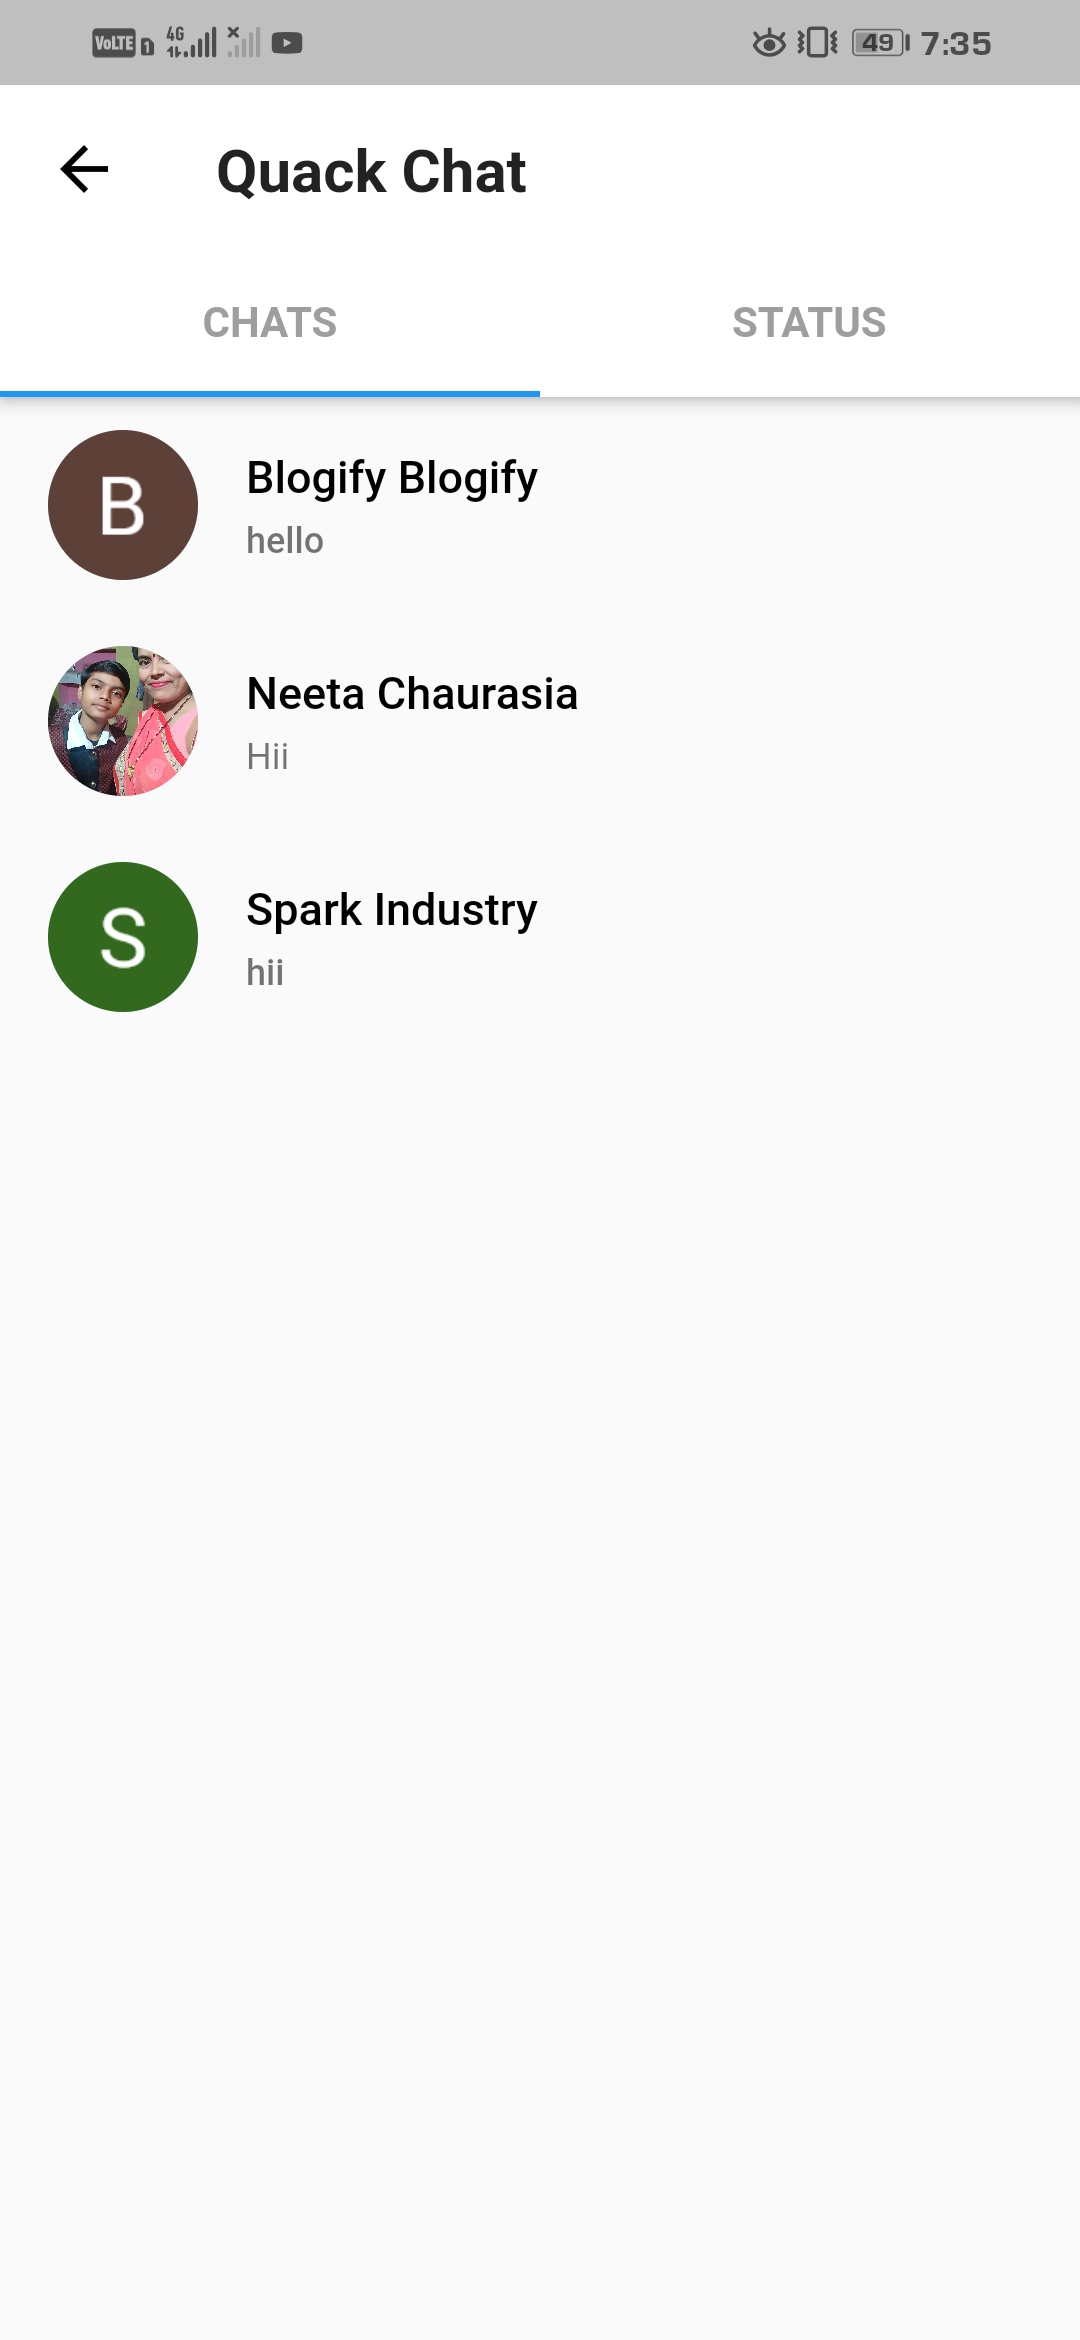 VoLTE 1 4G 49 7:35
Quack Chat
CHATS STATUS
B Blogify Blogify
hello
Neeta Chaurasia
Hii
S Spark Industry
hii